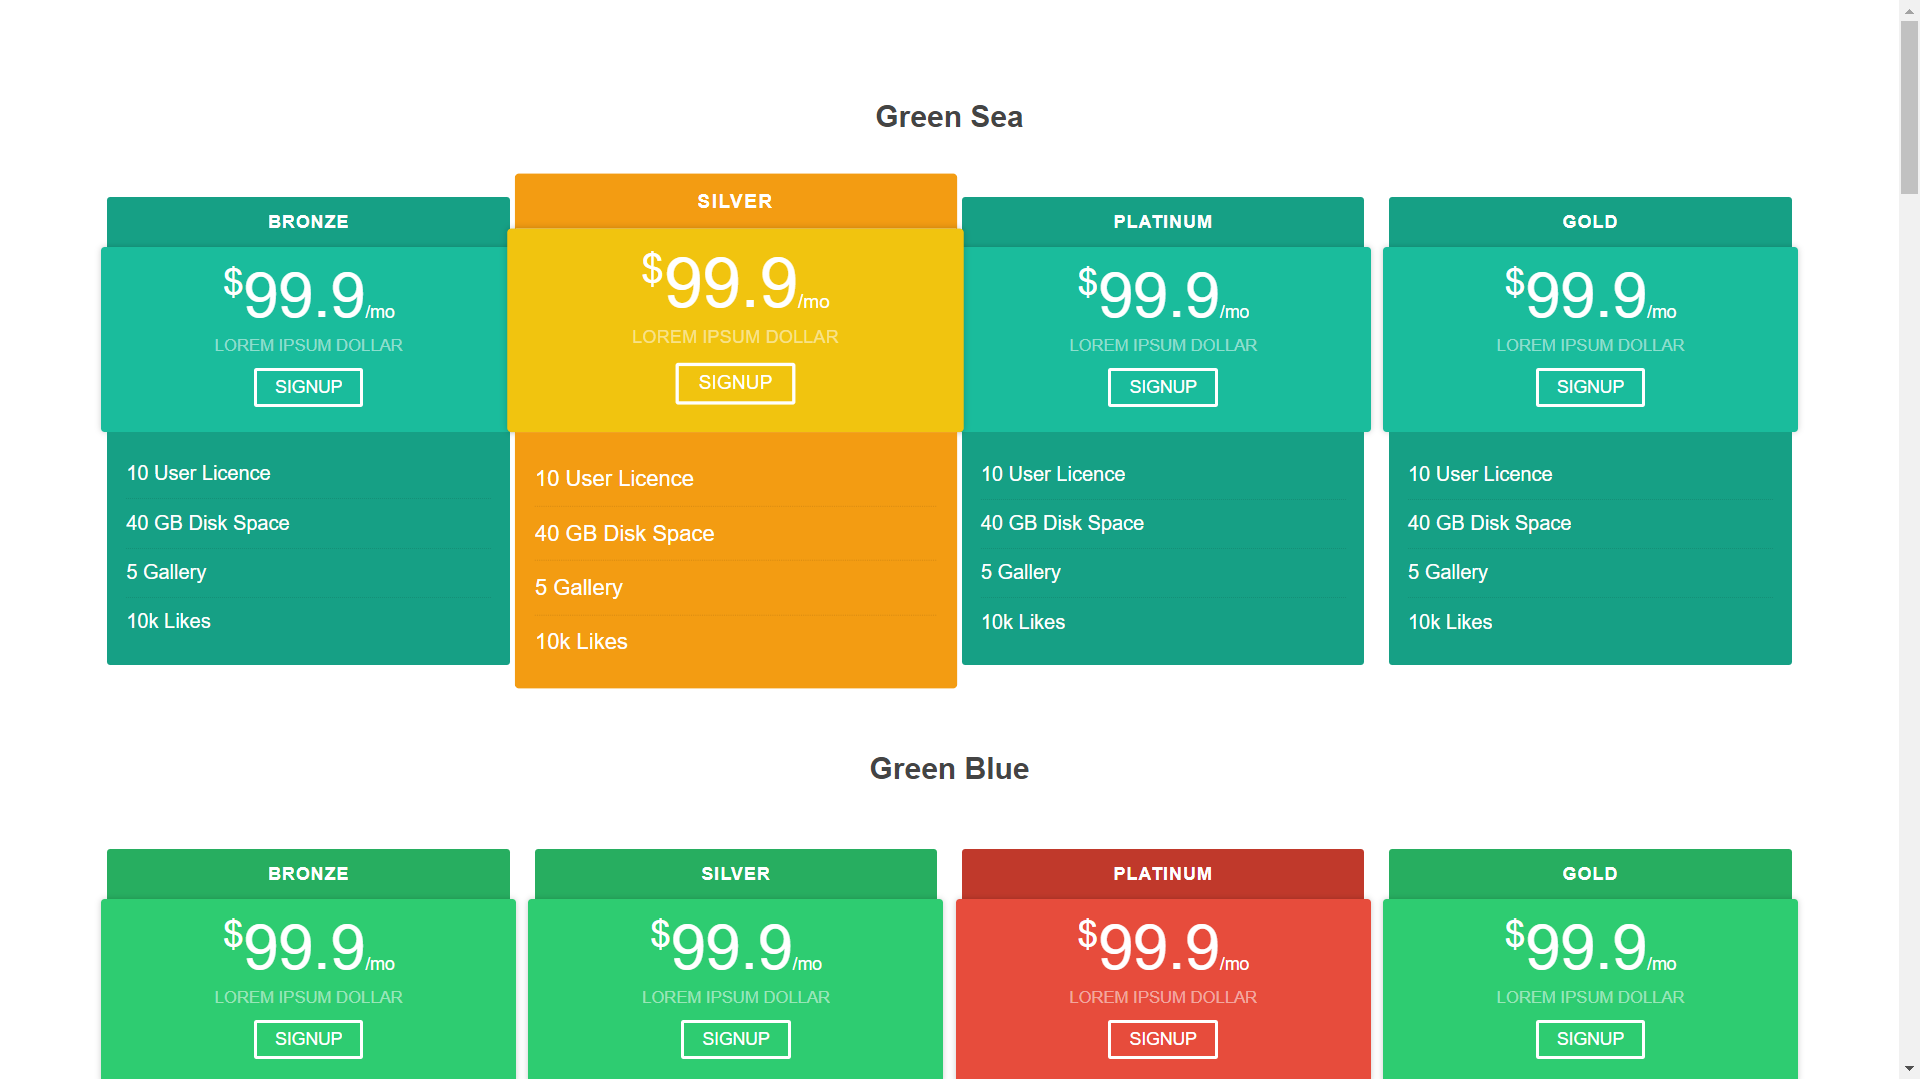 Green Sea
BRONZE
$99.9/mo
LOREM IPSUM DOLLAR
SIGNUP
10 User Licence
40 GB Disk Space
5 Gallery
10k Likes
SILVER
$99.9/mo
LOREM IPSUM DOLLAR
SIGNUP
10 User Licence
40 GB Disk Space
5 Gallery
10k Likes
PLATINUM
$99.9/mo
LOREM IPSUM DOLLAR
SIGNUP
10 User Licence
40 GB Disk Space
5 Gallery
10k Likes
GOLD
$99.9/mo
LOREM IPSUM DOLLAR
SIGNUP
10 User Licence
40 GB Disk Space
5 Gallery
10k Likes
Green Blue
BRONZE
$99.9/mo
LOREM IPSUM DOLLAR
SIGNUP
SILVER
$99.9/mo
LOREM IPSUM DOLLAR
SIGNUP
PLATINUM
$99.9/mo
LOREM IPSUM DOLLAR
SIGNUP
GOLD
$99.9/mo
LOREM IPSUM DOLLAR
SIGNUP